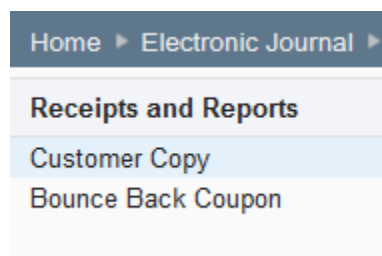 Home ▶ Electronic Journal ▶
Receipts and Reports
Customer Copy
Bounce Back Coupon